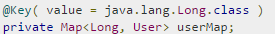 @Key( value = java.lang.Long.class )
private Map<Long, User> userMap;